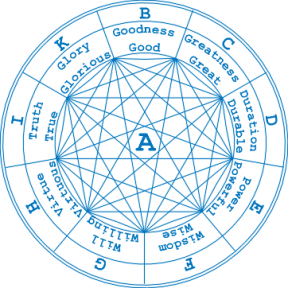 B
Goodness
Good
C
Greatness
Great
D
Duration
Durable
E
Power
Powerful
F
Wisdom
Wise
G
Will
Willing
H
Virtue
Virtuous
I
Truth
True
K
Glory
Glorious
A